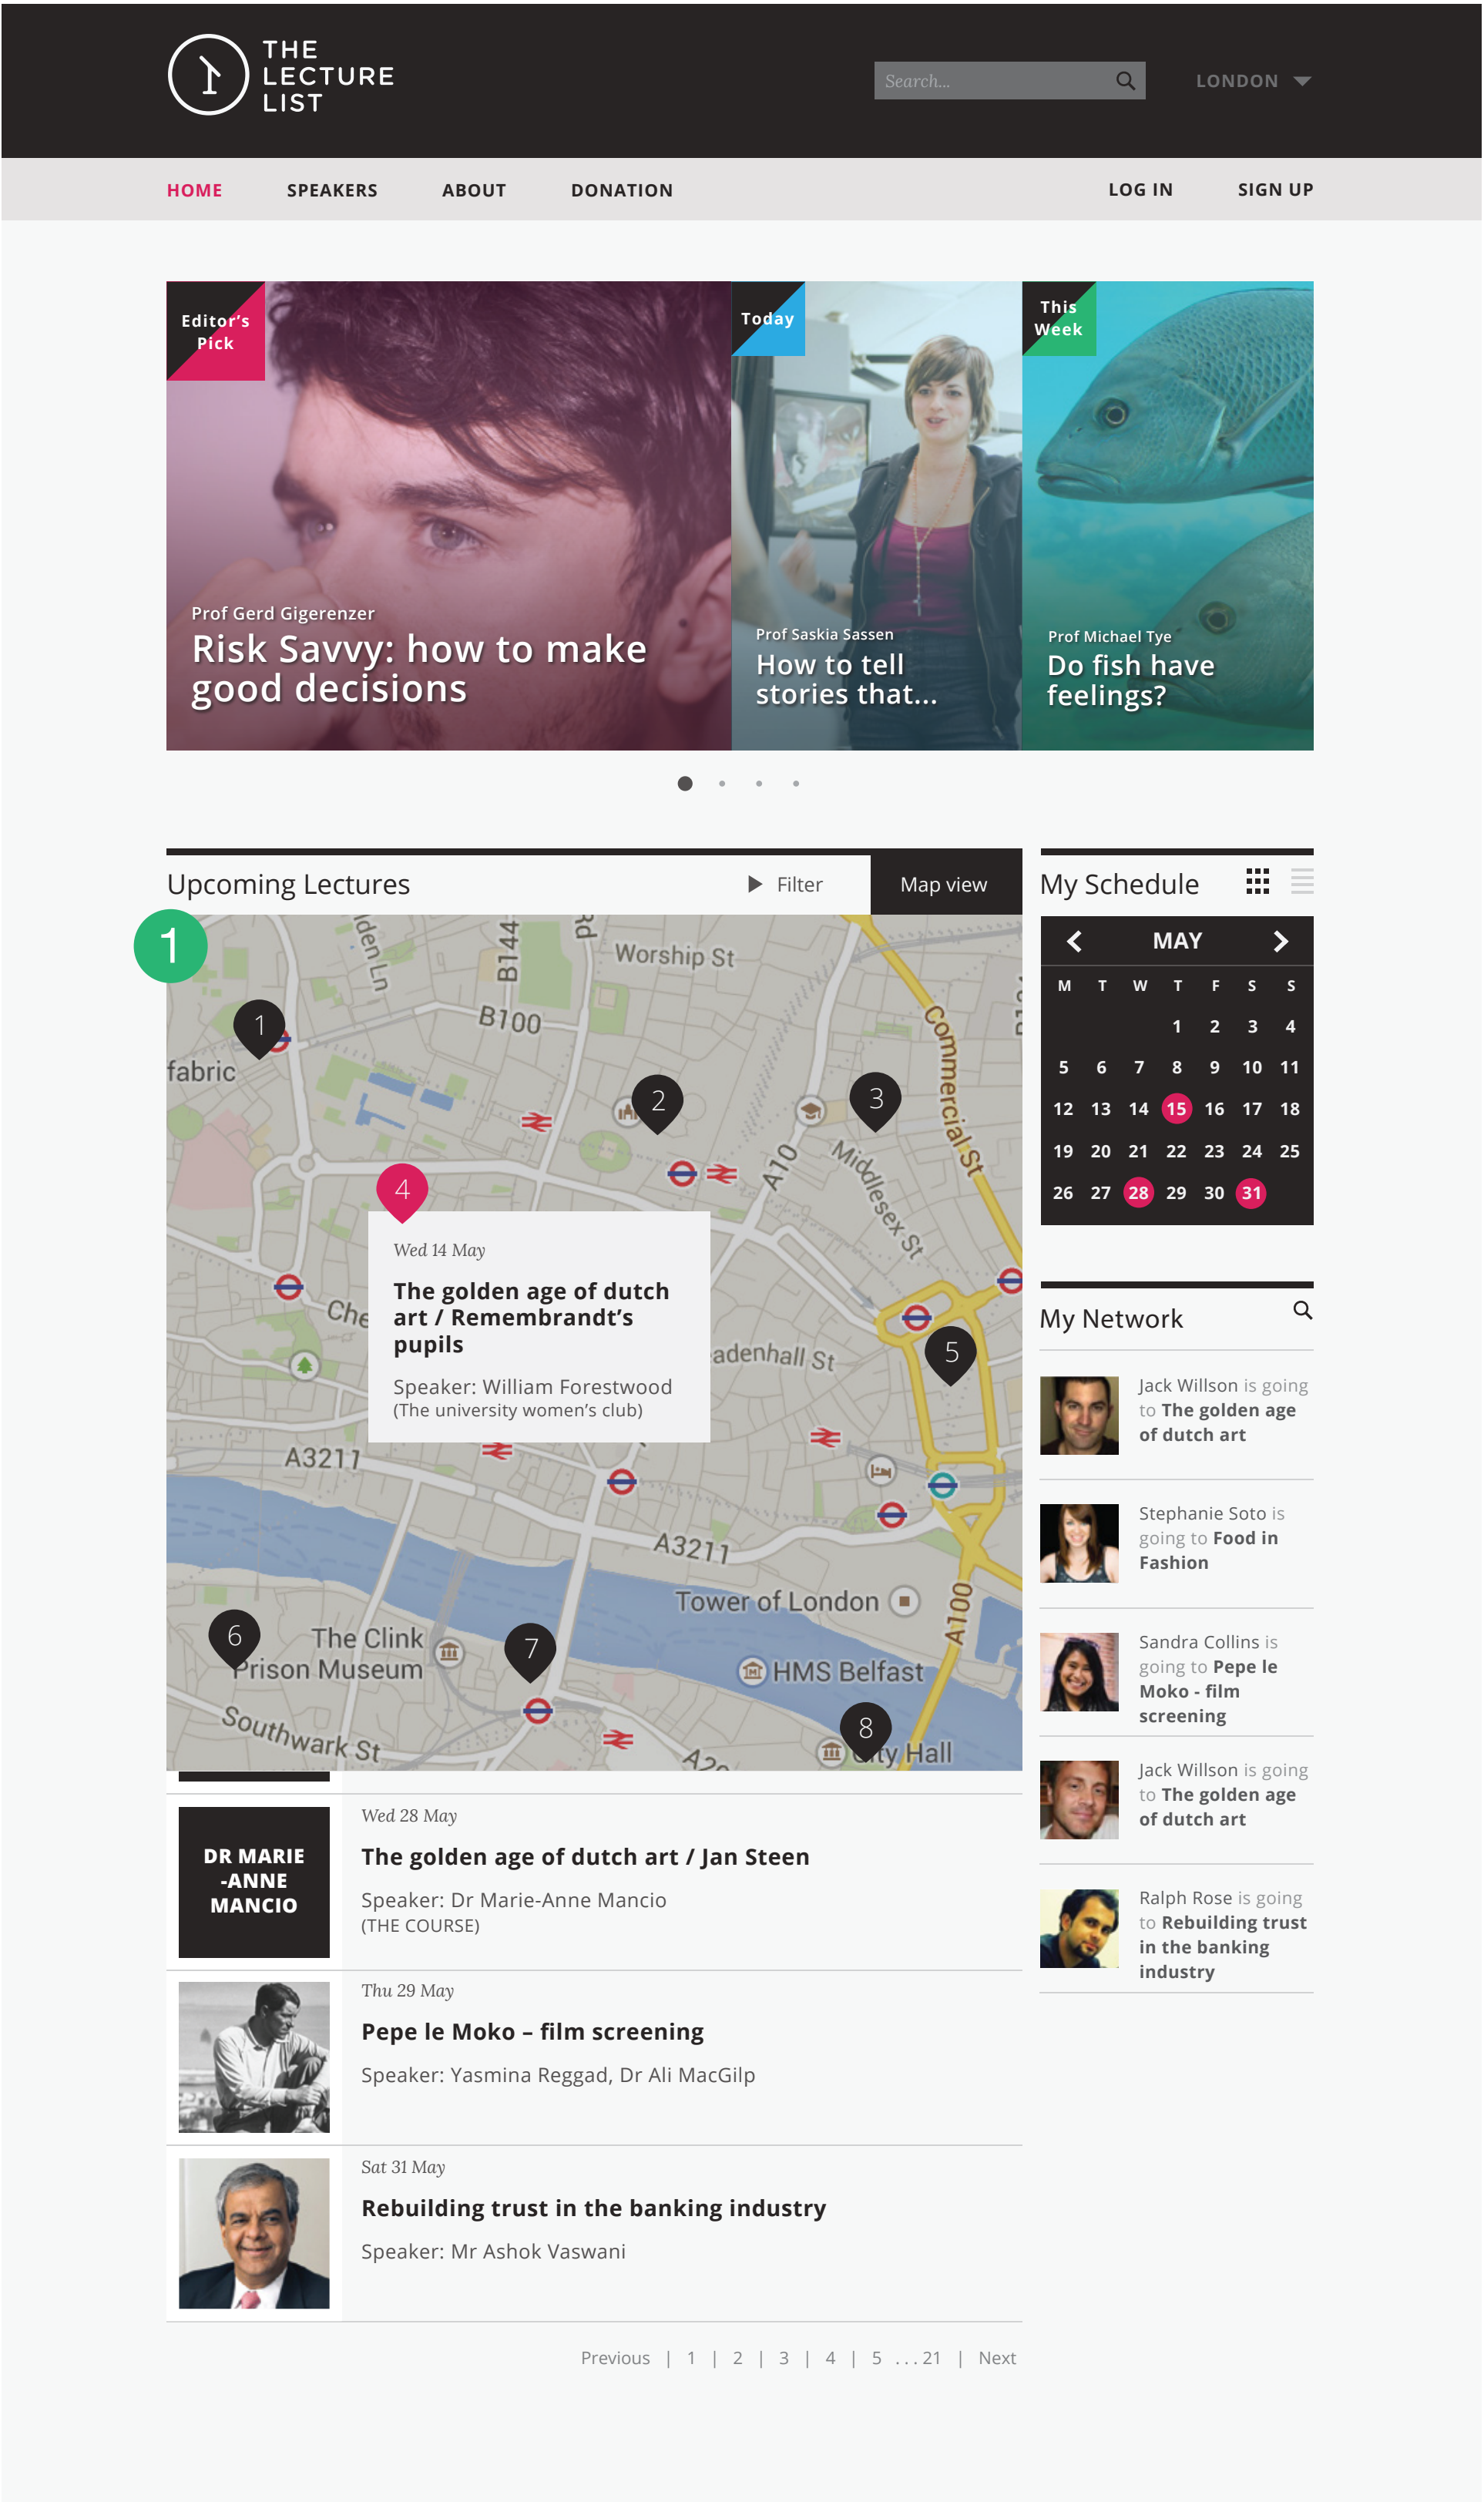 THE
LECTURE
LIST
Search...
LONDON
HOME
SPEAKERS
ABOUT
DONATION
LOG IN
SIGN UP
Editor's
Pick
Prof Gerd Gigerenzer
Risk Savvy: how to make
good decisions
Today
Prof Saskia Sassen
How to tell
stories that...
This
Week
Prof Michael Tye
Do fish have
feelings?
Upcoming Lectures
Filter
Map view
1
Worship St
B144
Rd
B100
Commercial St
1
fabric
2
3
A10
Middlesex St
4
Wed 14 May
The golden age of dutch
art / Remembrandt's
pupils
Speaker: William Forestwood
(The university women's club)
Che
adenhall St
5
A3211
A3211
Tower of London
A100
6
The Clink
Prison Museum
7
HMS Belfast
8
Southwark St
City Hall
Wed 28 May
DR MARIE
-ANNE
MANCIO
The golden age of dutch art / Jan Steen
Speaker: Dr Marie-Anne Mancio
(THE COURSE)
Thu 29 May
Pepe le Moko – film screening
Speaker: Yasmina Reggad, Dr Ali MacGilp
Sat 31 May
Rebuilding trust in the banking industry
Speaker: Mr Ashok Vaswani
Previous | 1 | 2 | 3 | 4 | 5 ...21 | Next
My Schedule
MAY
M T W T F S S
1 2 3 4
5 6 7 8 9 10 11
12 13 14 15 16 17 18
19 20 21 22 23 24 25
26 27 28 29 30 31
My Network
Jack Willson is going
to The golden age
of dutch art
Stephanie Soto is
going to Food in
Fashion
Sandra Collins is
going to Pepe le
Moko - film
screening
Jack Willson is going
to The golden age
of dutch art
Ralph Rose is going
to Rebuilding trust
in the banking
industry